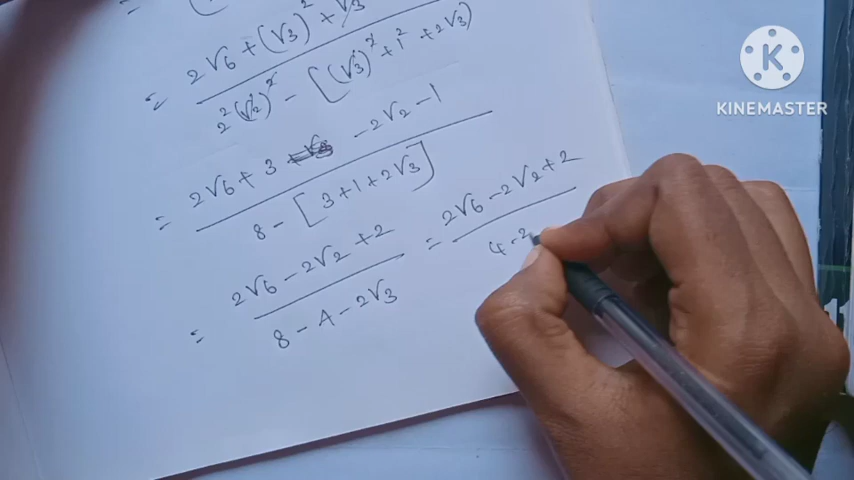 =
= 2√6 + (√3)² + √3
2²(√2)² - [(√3)² + 1² + 2√3]
= 2√6 + 3 - 2√2 - 1
8 - [3 + 1 + 2√3]
= 2√6 - 2√2 + 2
8 - 4 - 2√3
= 2√6 - 2√2 + 2
4 - 2
K
KINEMASTER
11